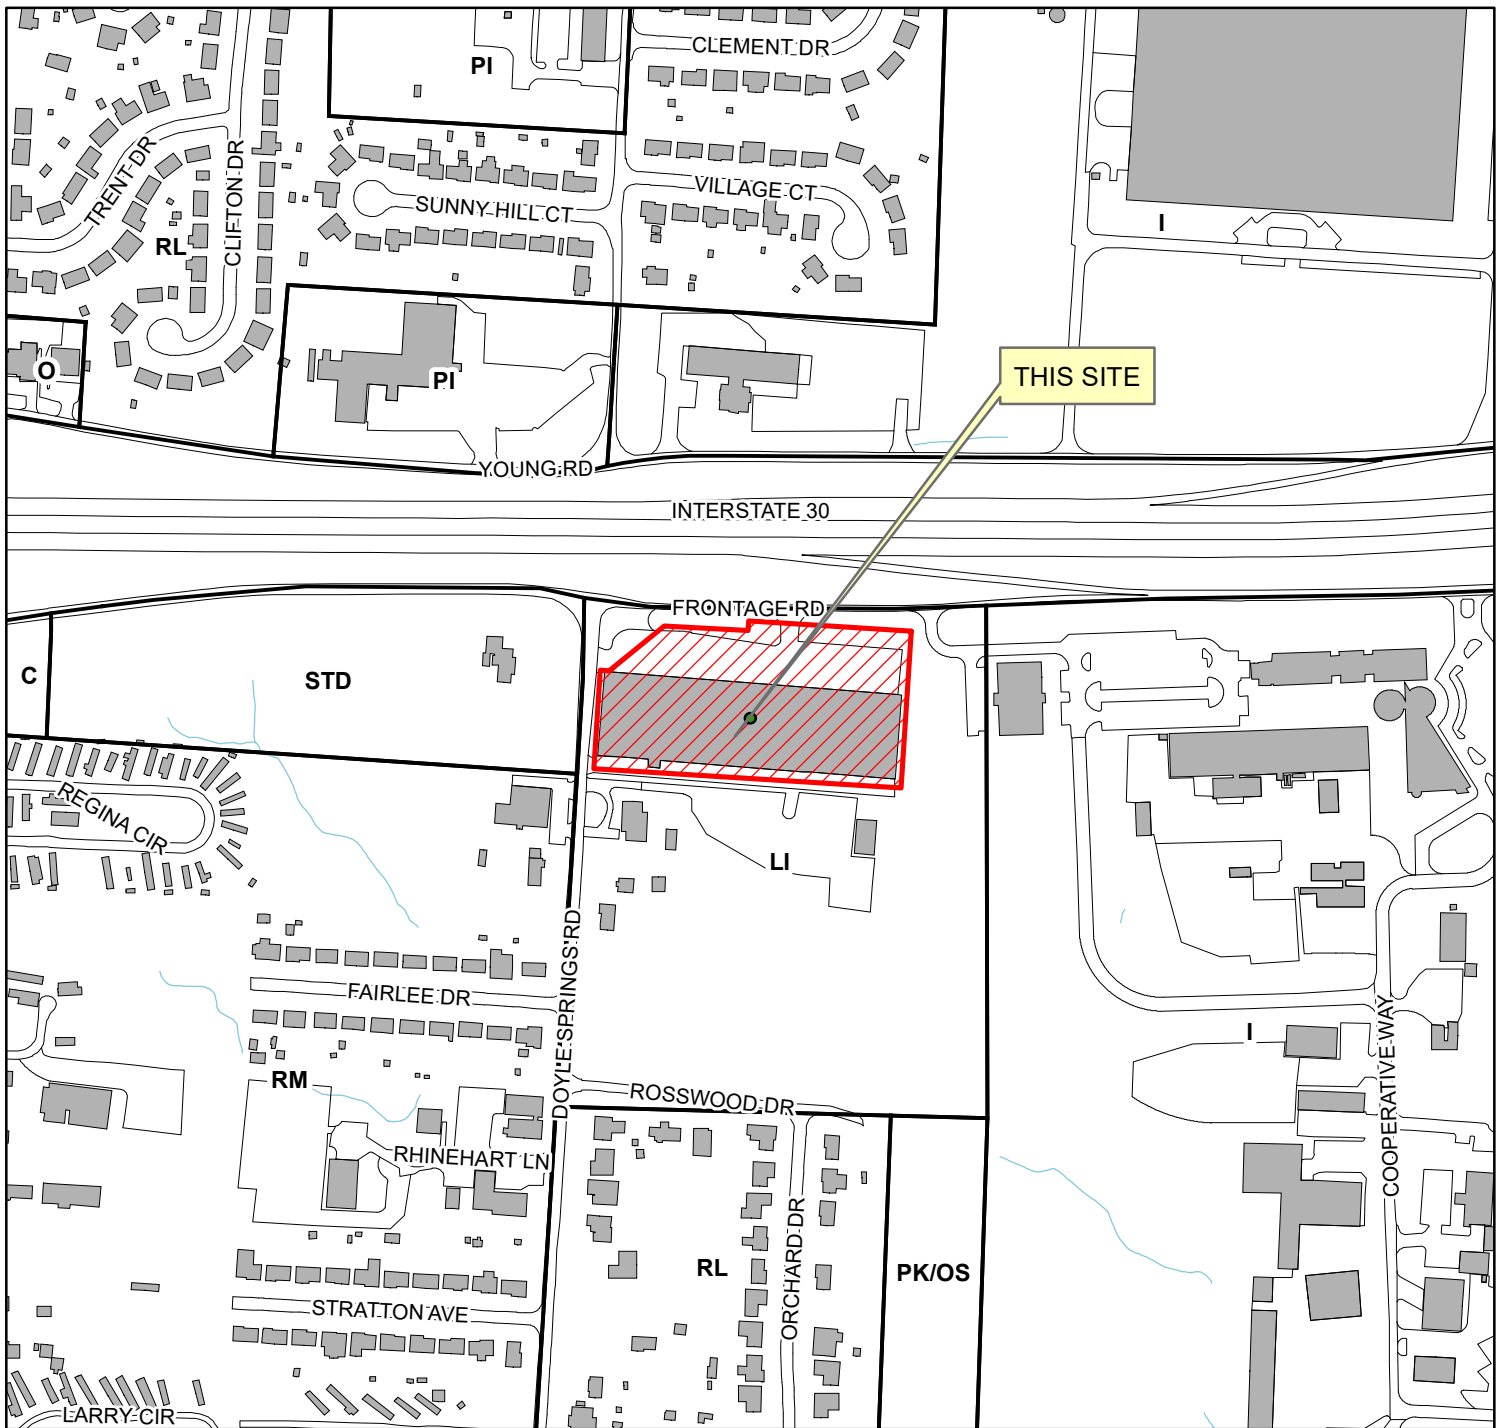 CLEMENT DR
PI
TRENT DR
CLIFTON DR
VILLAGE CT
SUNNY HILL CT
I
RL
O
PI
THIS SITE
YOUNG RD
INTERSTATE 30
FRONTAGE RD
C
STD
REGINA CIR
LI
DOYLE SPRINGS RD
FAIRLEE DR
I
COOPERATIVE WAY
RM
ROSSWOOD DR
RHINEHART LN
ORCHARD DR
RL
PK/OS
STRATTON AVE
LARRY CIR